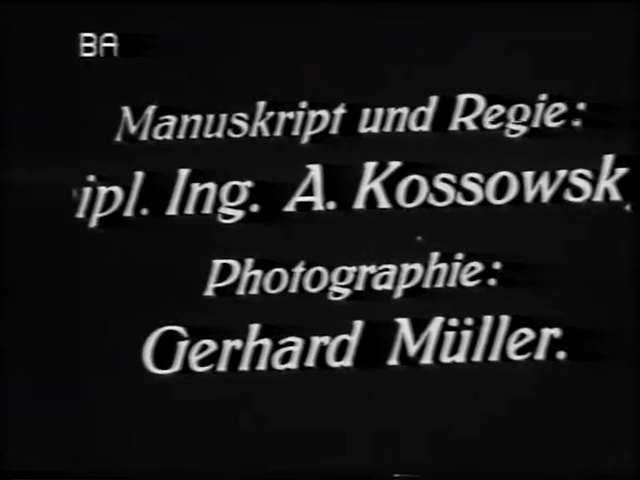 BA
Manuskript und Regie:
ipl. Ing. A. Kossowsk
Photographie:
Gerhard Müller.